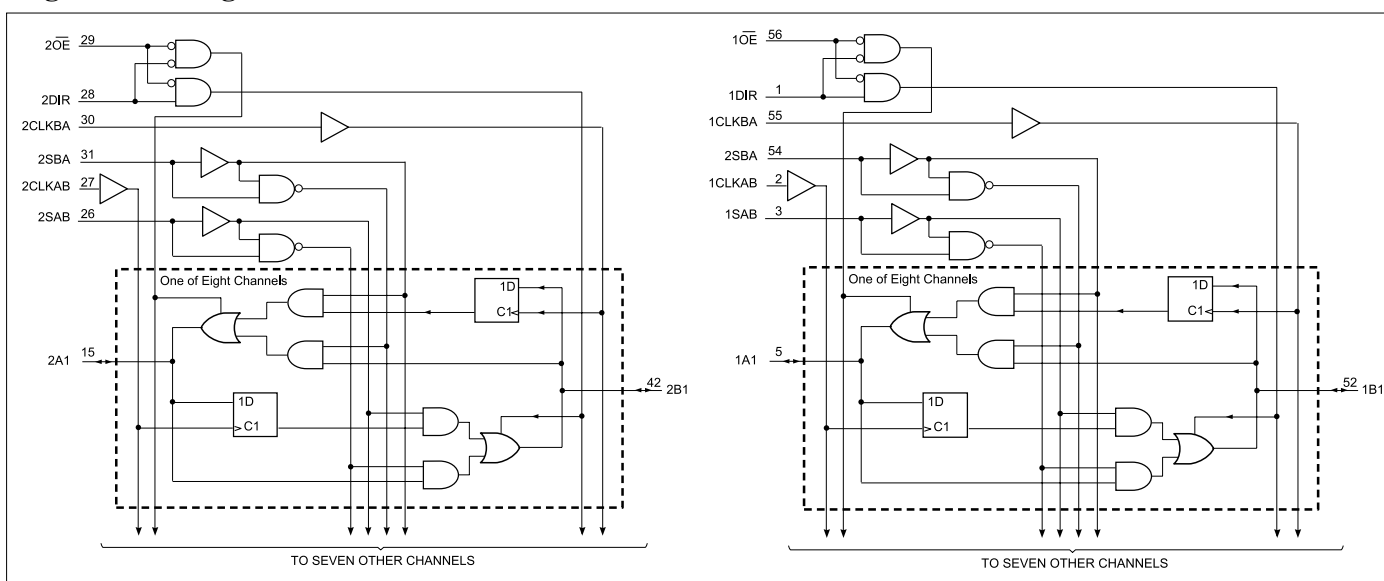 2O̅E̅ 29
2DIR 28
2CLKBA 30
2SBA 31
2CLKAB 27
2SAB 26
One of Eight Channels
1D
C1
2A1 15
42 2B1
1D
C1
TO SEVEN OTHER CHANNELS
1O̅E̅ 56
1DIR 1
1CLKBA 55
2SBA 54
1CLKAB 2
1SAB 3
One of Eight Channels
1D
C1
1A1 5
52 1B1
1D
C1
TO SEVEN OTHER CHANNELS